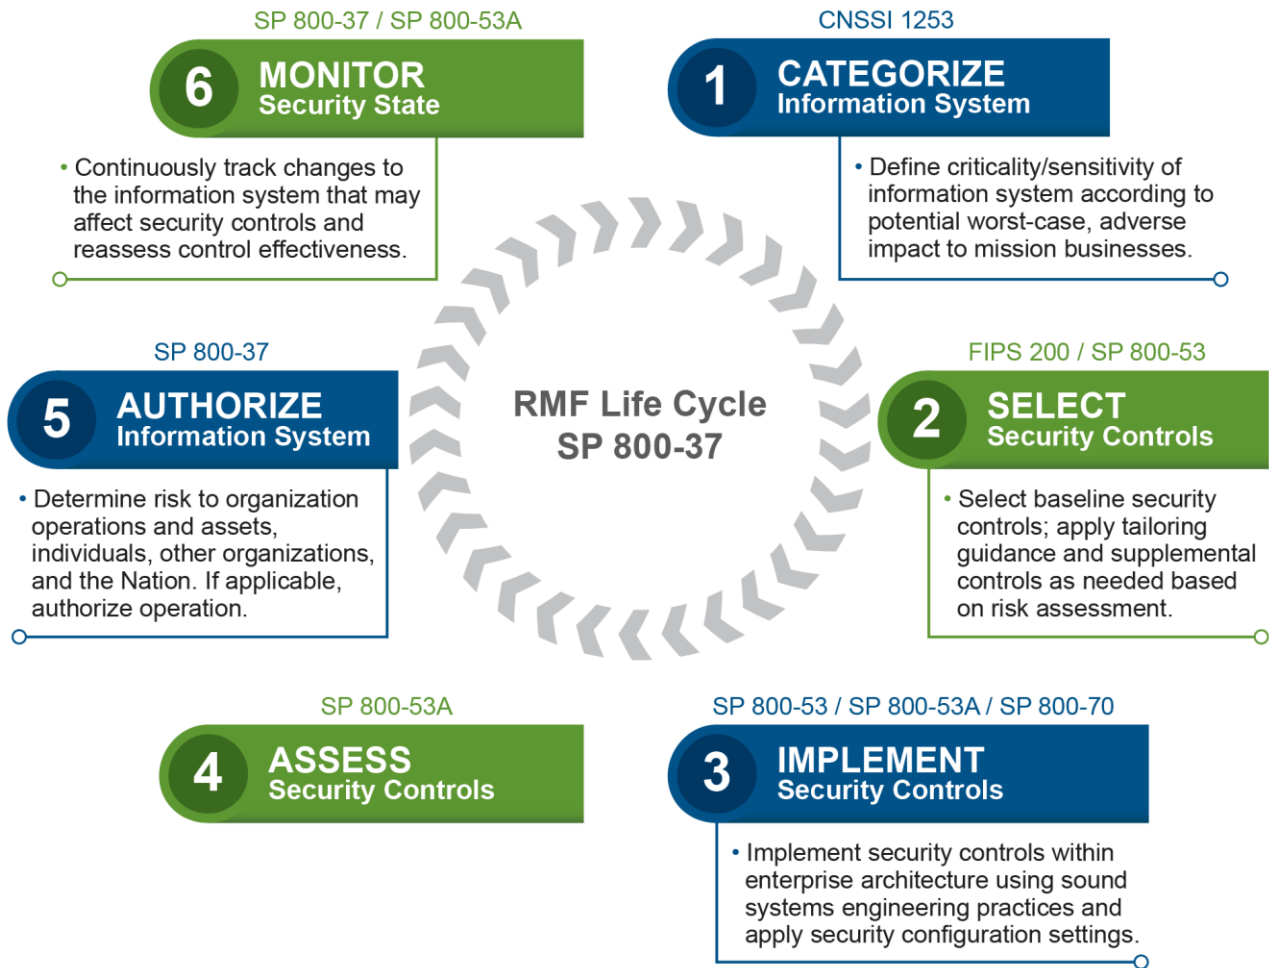 CNSSI 1253
1
CATEGORIZE
Information System
• Define criticality/sensitivity of
information system according to
potential worst-case, adverse
impact to mission businesses.
FIPS 200 / SP 800-53
2
SELECT
Security Controls
• Select baseline security
controls; apply tailoring
guidance and supplemental
controls as needed based
on risk assessment.
SP 800-53 / SP 800-53A / SP 800-70
3
IMPLEMENT
Security Controls
• Implement security controls within
enterprise architecture using sound
systems engineering practices and
apply security configuration settings.
SP 800-53A
4
ASSESS
Security Controls
SP 800-37
5
AUTHORIZE
Information System
• Determine risk to organization
operations and assets,
individuals, other organizations,
and the Nation. If applicable,
authorize operation.
SP 800-37 / SP 800-53A
6
MONITOR
Security State
• Continuously track changes to
the information system that may
affect security controls and
reassess control effectiveness.
RMF Life Cycle
SP 800-37